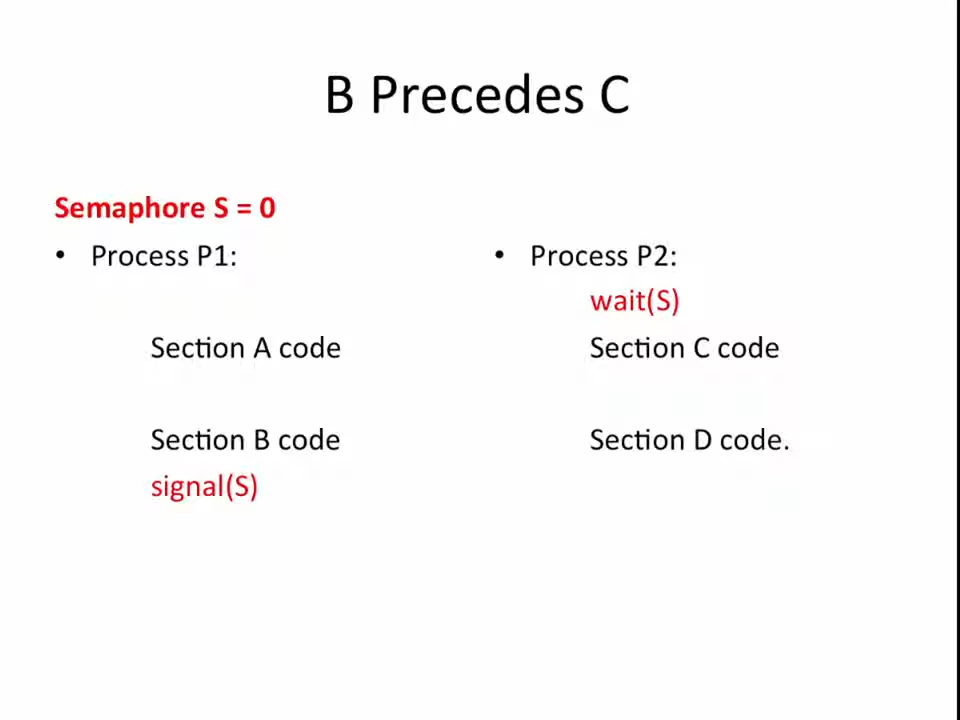 B Precedes C
Semaphore S = 0
• Process P1:
Section A code
Section B code
signal(S)
• Process P2:
wait(S)
Section C code
Section D code.